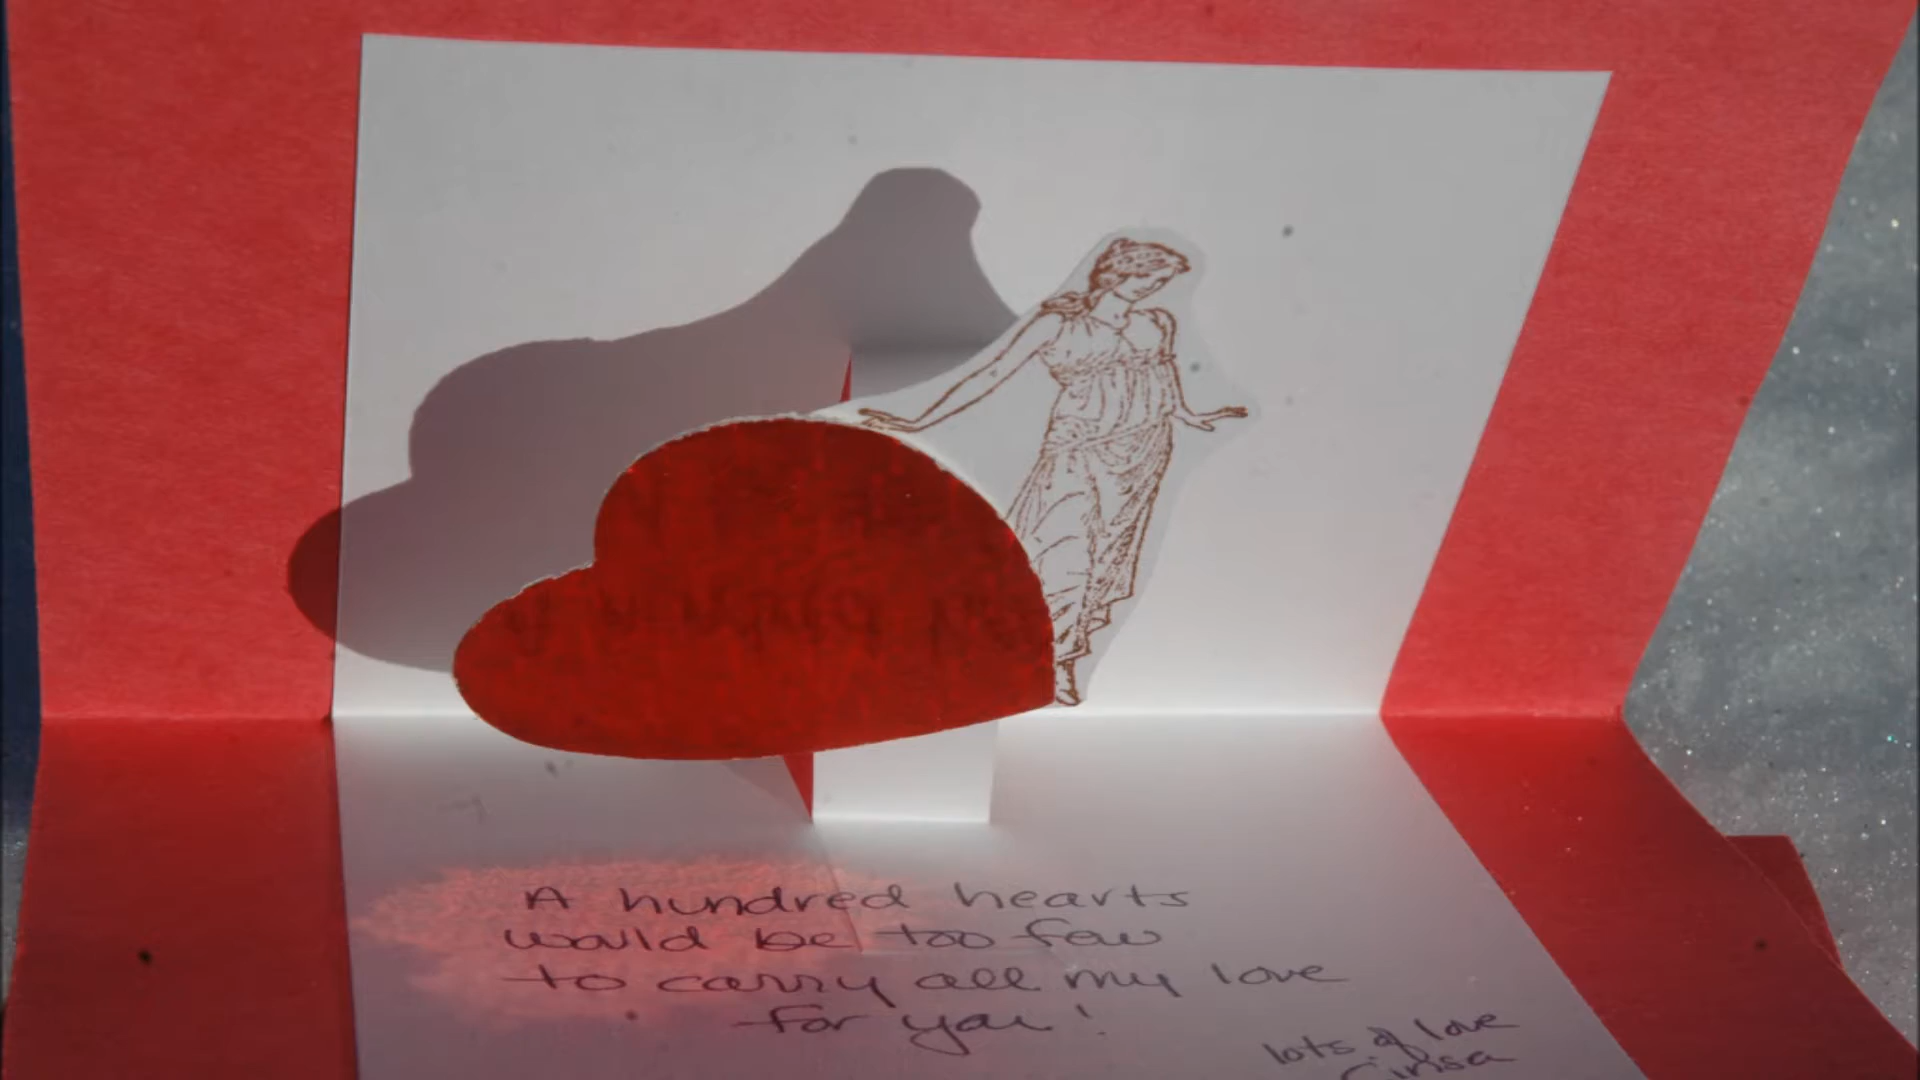 A hundred hearts
would be too few
to carry all my love
for you!
lots of love